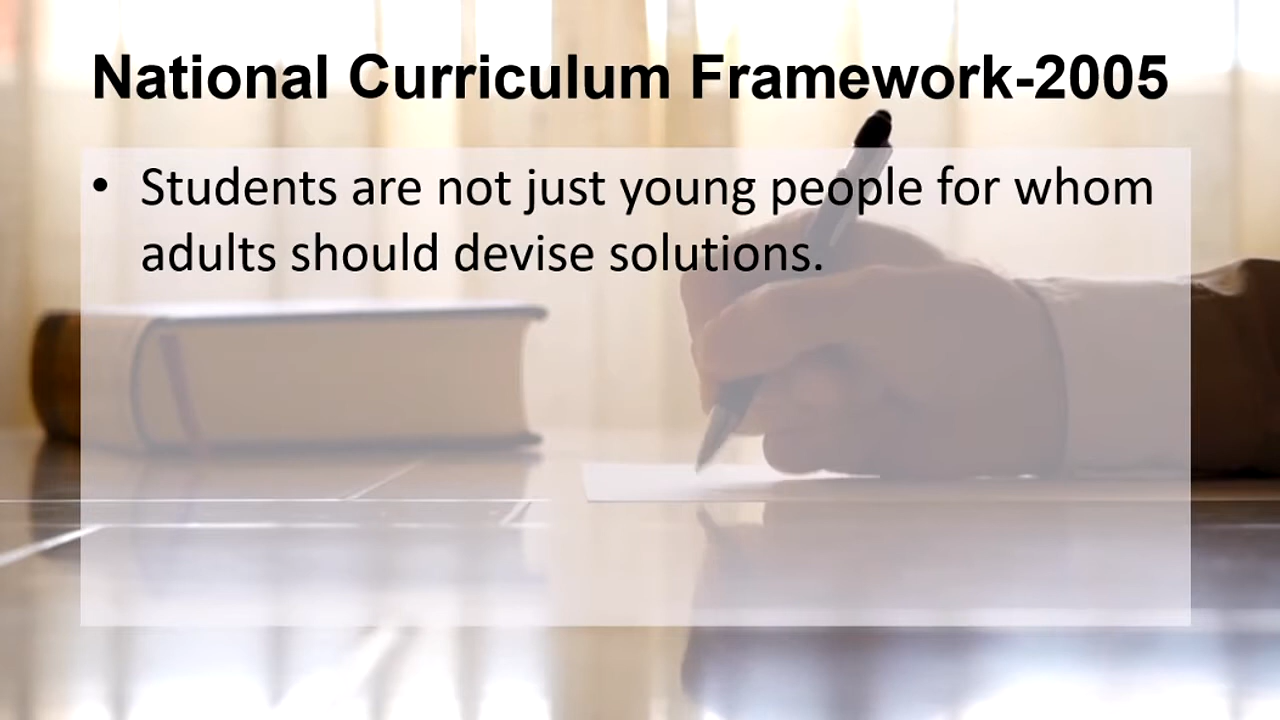 National Curriculum Framework-2005
• Students are not just young people for whom
adults should devise solutions.